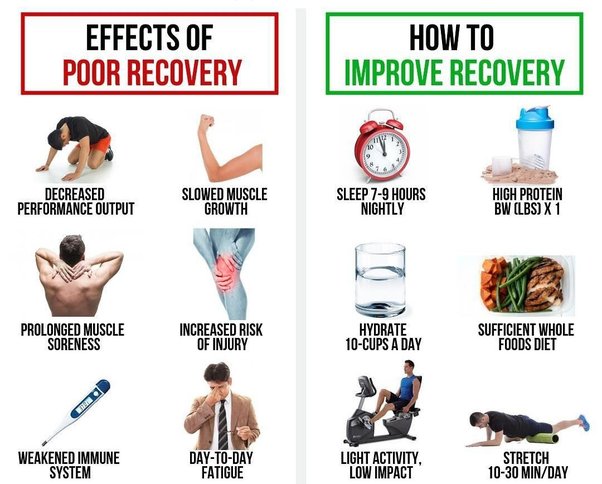 EFFECTS OF
POOR RECOVERY
DECREASED
PERFORMANCE OUTPUT
SLOWED MUSCLE
GROWTH
PROLONGED MUSCLE
SORENESS
INCREASED RISK
OF INJURY
WEAKENED IMMUNE
SYSTEM
DAY-TO-DAY
FATIGUE
HOW TO
IMPROVE RECOVERY
SLEEP 7-9 HOURS
NIGHTLY
HIGH PROTEIN
BW (LBS) X 1
HYDRATE
10-CUPS A DAY
SUFFICIENT WHOLE
FOODS DIET
LIGHT ACTIVITY,
LOW IMPACT
STRETCH
10-30 MIN/DAY